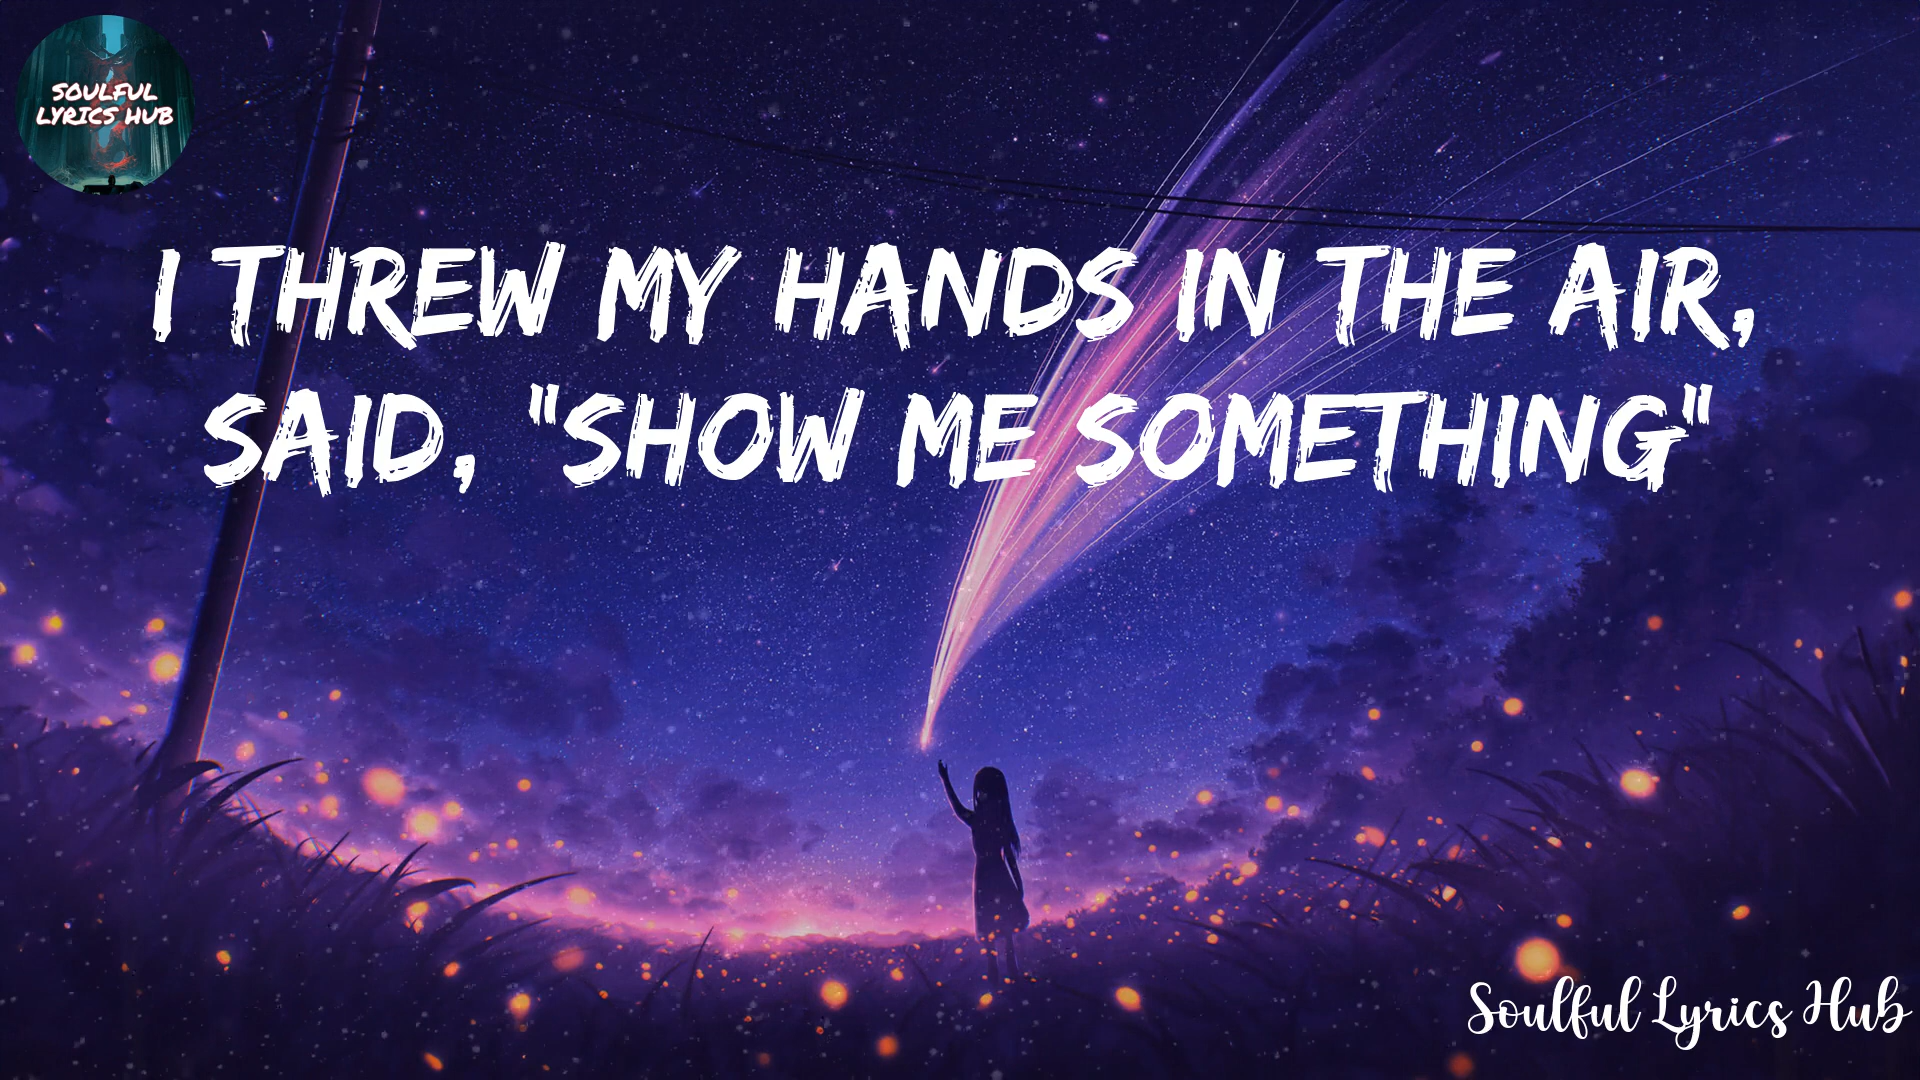 SOULFUL
LYRICS HUB
I THREW MY HANDS IN THE AIR,
SAID, "SHOW ME SOMETHING"
Soulful Lyrics Hub